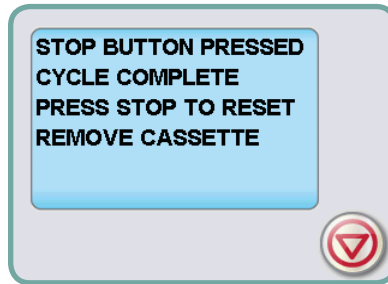 STOP BUTTON PRESSED
CYCLE COMPLETE
PRESS STOP TO RESET
REMOVE CASSETTE